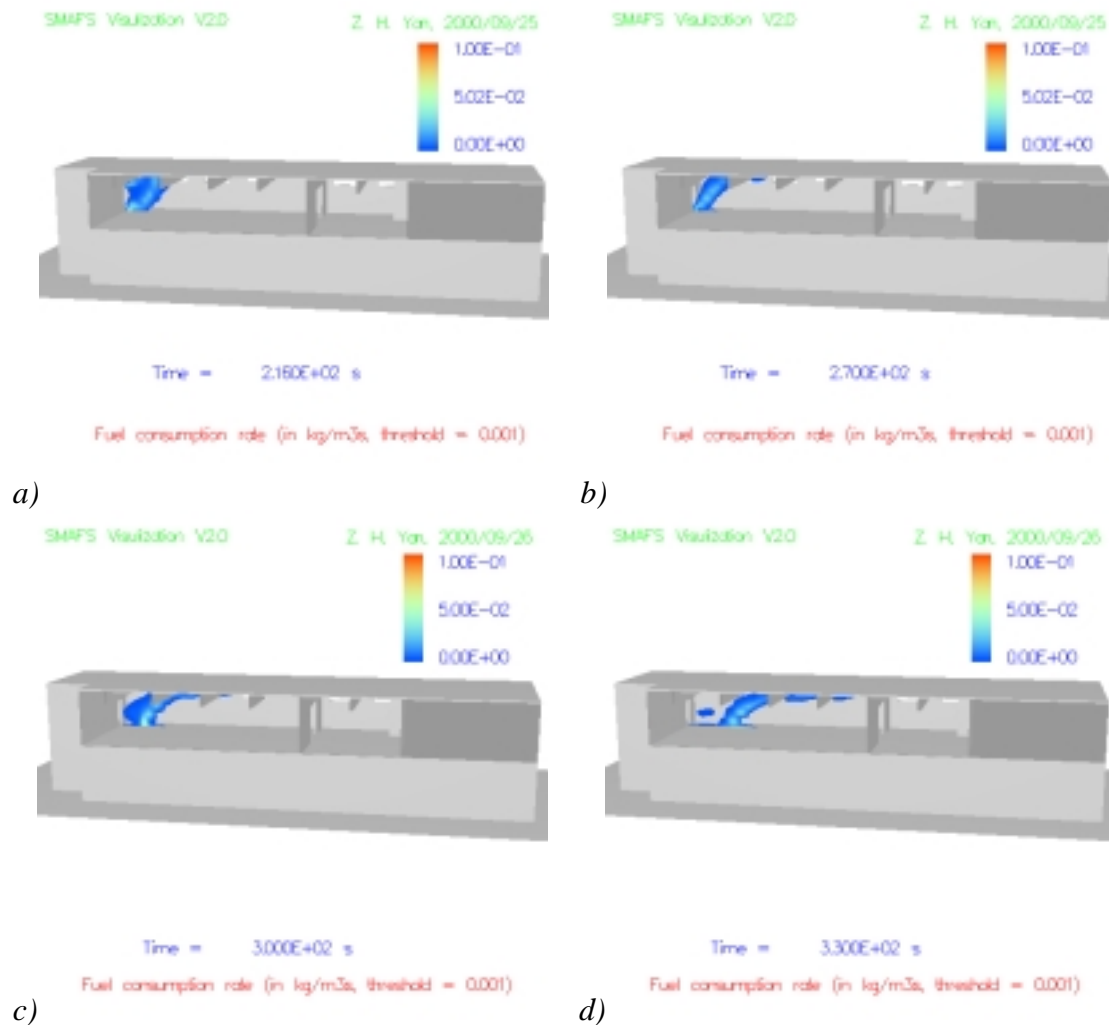 SMAFS Visulization V2.0 Z. H. Yan, 2000/09/25
1.00E-01
5.02E-02
0.00E+00
Time = 2.160E+02 s
Fuel consumption rate (in kg/m3s, threshold = 0.001)
a)
SMAFS Visulization V2.0 Z. H. Yan, 2000/09/25
1.00E-01
5.02E-02
0.00E+00
Time = 2.700E+02 s
Fuel consumption rate (in kg/m3s, threshold = 0.001)
b)
SMAFS Visulization V2.0 Z. H. Yan, 2000/09/26
1.00E-01
5.00E-02
0.00E+00
Time = 3.000E+02 s
Fuel consumption rate (in kg/m3s, threshold = 0.001)
c)
SMAFS Visulization V2.0 Z. H. Yan, 2000/09/26
1.00E-01
5.00E-02
0.00E+00
Time = 3.300E+02 s
Fuel consumption rate (in kg/m3s, threshold = 0.001)
d)